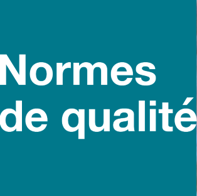 Normes
de qualité